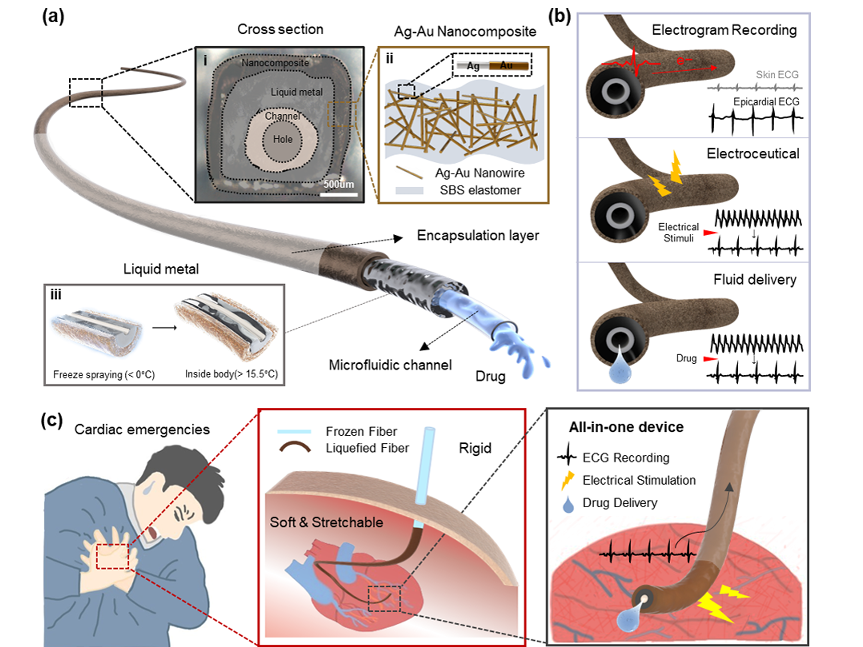 (a)
Cross section
i
Nanocomposite
Liquid metal
Channel
Hole
500um
Ag-Au Nanocomposite
ii
Ag
Au
Ag-Au Nanowire
SBS elastomer
Encapsulation layer
Liquid metal
iii
Freeze spraying (< 0°C)
Inside body(> 15.5°C)
Microfluidic channel
Drug
(b)
Electrogram Recording
Skin ECG
Epicardial ECG
Electroceutical
Electrical
Stimuli
Fluid delivery
Drug
(c)
Cardiac emergencies
Frozen Fiber
Liquefied Fiber
Rigid
Soft & Stretchable
All-in-one device
ECG Recording
Electrical Stimulation
Drug Delivery